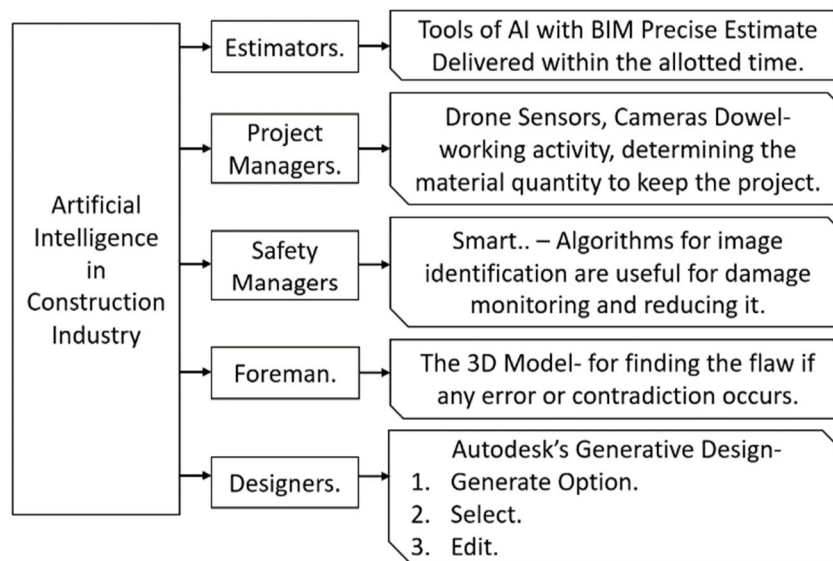 Artificial
Intelligence
in
Construction
Industry
Estimators.
Tools of AI with BIM Precise Estimate
Delivered within the allotted time.
Project
Managers.
Drone Sensors, Cameras Dowel-
working activity, determining the
material quantity to keep the project.
Safety
Managers
Smart.. – Algorithms for image
identification are useful for damage
monitoring and reducing it.
Foreman.
The 3D Model- for finding the flaw if
any error or contradiction occurs.
Designers.
Autodesk's Generative Design-
1. Generate Option.
2. Select.
3. Edit.